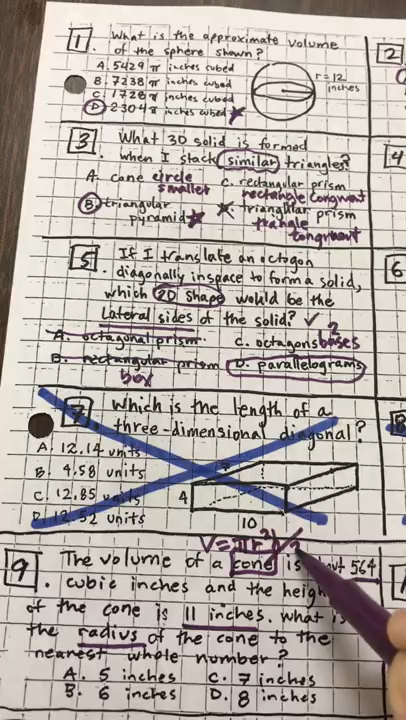 1. What is the approximate volume
of the sphere shown?
A. 5429 π inches cubed
B. 7238 π inches cubed
C. 1728 π inches cubed
D. 2304 π inches cubed
r=12
inches
2
3. What 3D solid is formed
when I stack similar triangles?
A. cone circle
smaller
C. rectangular prism
rectangle congruent
B. triangular
pyramid
triangular prism
congruent
4
5. If I translate an octogon
diagonally in space to form a solid,
which 2D shape would be the
lateral sides of the solid?
A. octagonal prism
C. octagons 2
bases
B. rectangular prism
box
D. parallelograms
6
7. Which is the length of a
three-dimensional diagonal?
A. 12.14 units
B. 4.58 units
C. 12.85 units
D. 12.52 units
4
10
V=πr²
9. The volume of a cone is 564
cubic inches and the
of the cone is 11 inches. What is
the radius of the cone to the
nearest whole number?
A. 5 inches
C. 7 inches
B. 6 inches
D. 8 inches